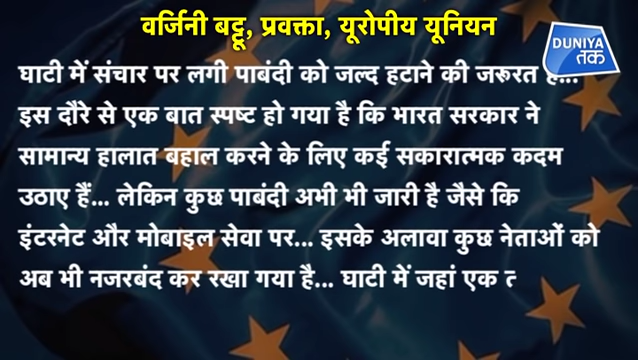 वर्जिनी बट्टू, प्रवक्ता, यूरोपीय यूनियन
DUNIYA
तक
घाटी में संचार पर लगी पाबंदी को जल्द हटाने की जरूरत है...
इस दौरे से एक बात स्पष्ट हो गया है कि भारत सरकार ने
सामान्य हालात बहाल करने के लिए कई सकारात्मक कदम
उठाए हैं... लेकिन कुछ पाबंदी अभी भी जारी है जैसे कि
इंटरनेट और मोबाइल सेवा पर... इसके अलावा कुछ नेताओं को
अब भी नजरबंद कर रखा गया है... घाटी में जहां एक